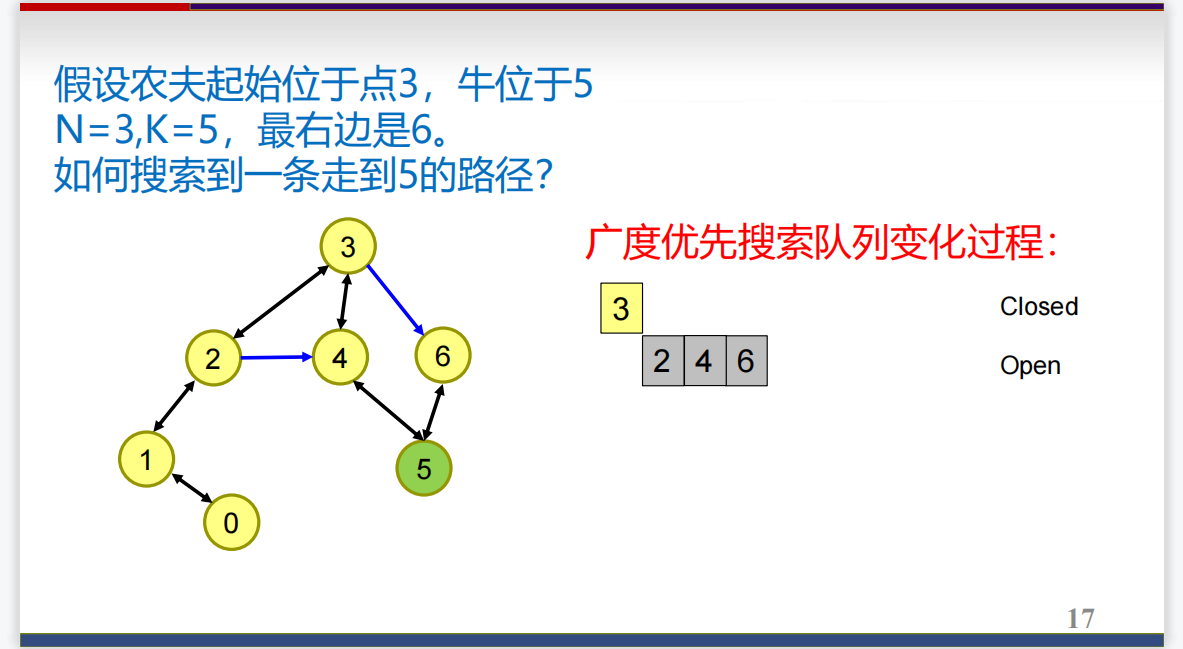 假设农夫起始位于点3，牛位于5
N=3,K=5，最右边是6。
如何搜索到一条走到5的路径？
广度优先搜索队列变化过程：
3
2 4 6
1
5
0
3 Closed
2 4 6 Open
17